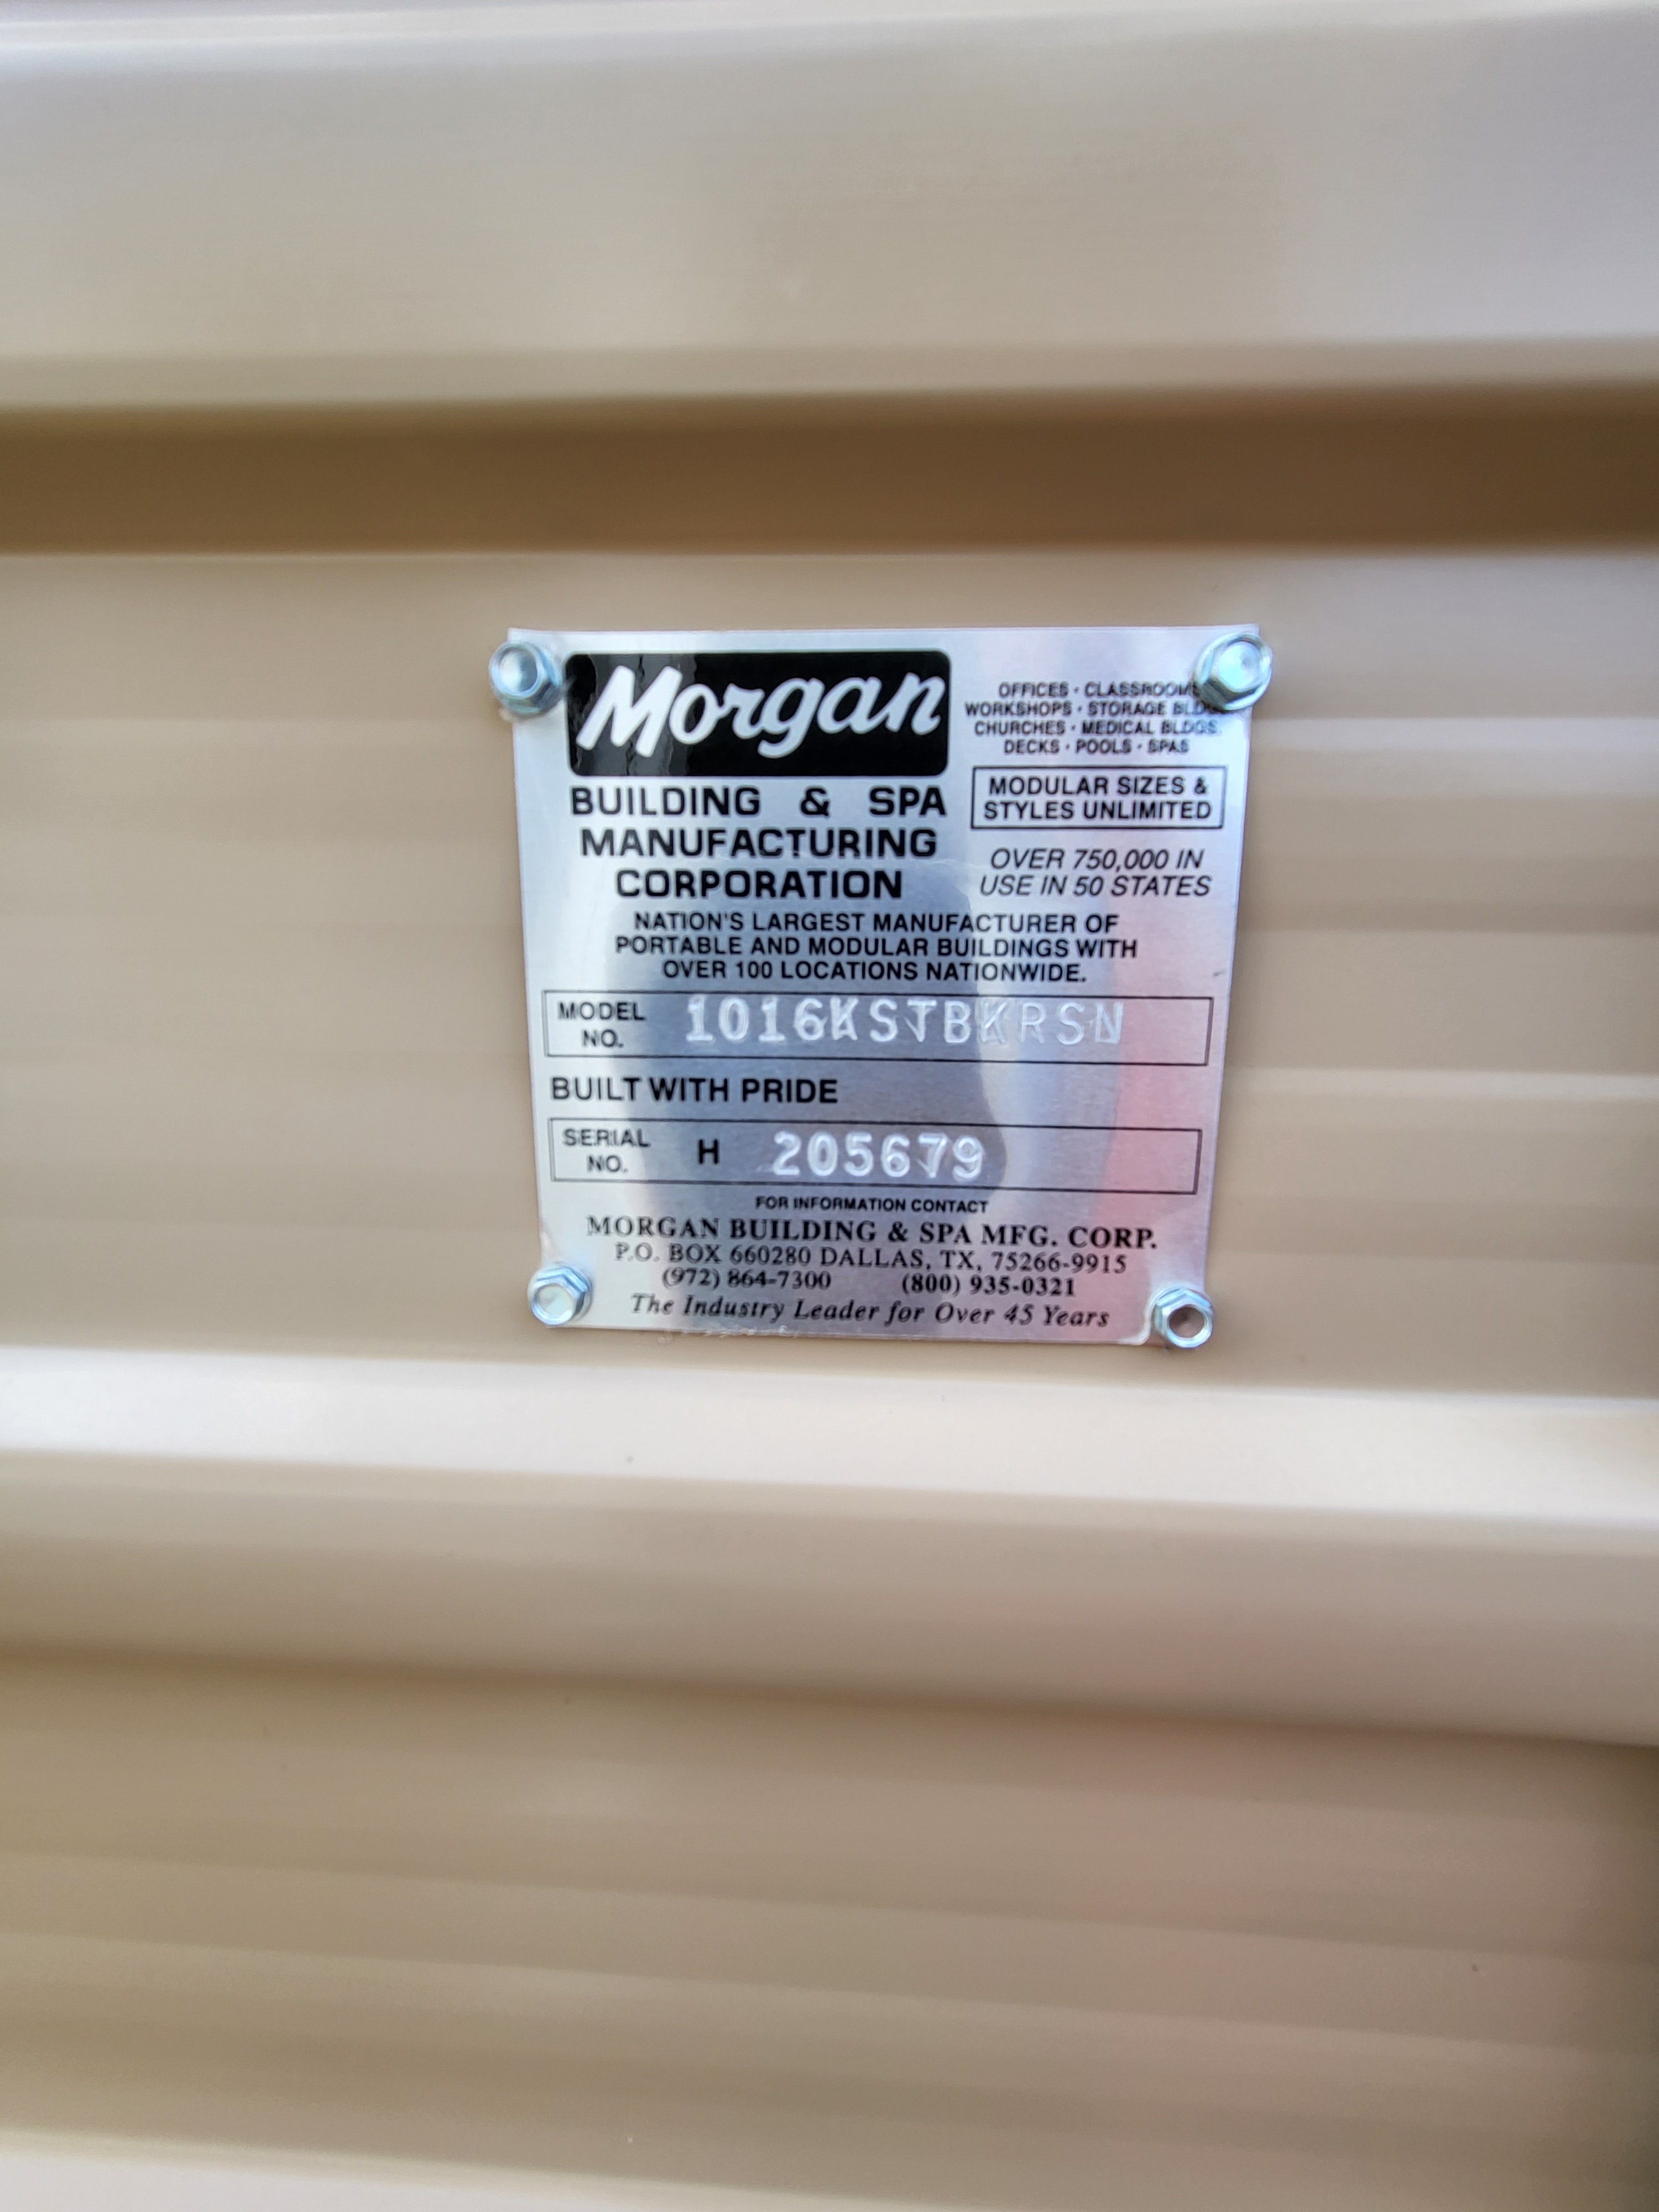 Morgan
BUILDING & SPA
MANUFACTURING
CORPORATION
OFFICES · CLASSROOMS
WORKSHOPS · STORAGE BLDGS
CHURCHES · MEDICAL BLDGS.
DECKS · POOLS · SPAS
MODULAR SIZES &
STYLES UNLIMITED
OVER 750,000 IN
USE IN 50 STATES
NATION'S LARGEST MANUFACTURER OF
PORTABLE AND MODULAR BUILDINGS WITH
OVER 100 LOCATIONS NATIONWIDE.
MODEL NO. 1016KSTBKRSN
BUILT WITH PRIDE
SERIAL NO. H 205679
FOR INFORMATION CONTACT
MORGAN BUILDING & SPA MFG. CORP.
P.O. BOX 660280 DALLAS, TX, 75266-9915
(972) 864-7300 (800) 935-0321
The Industry Leader for Over 45 Years